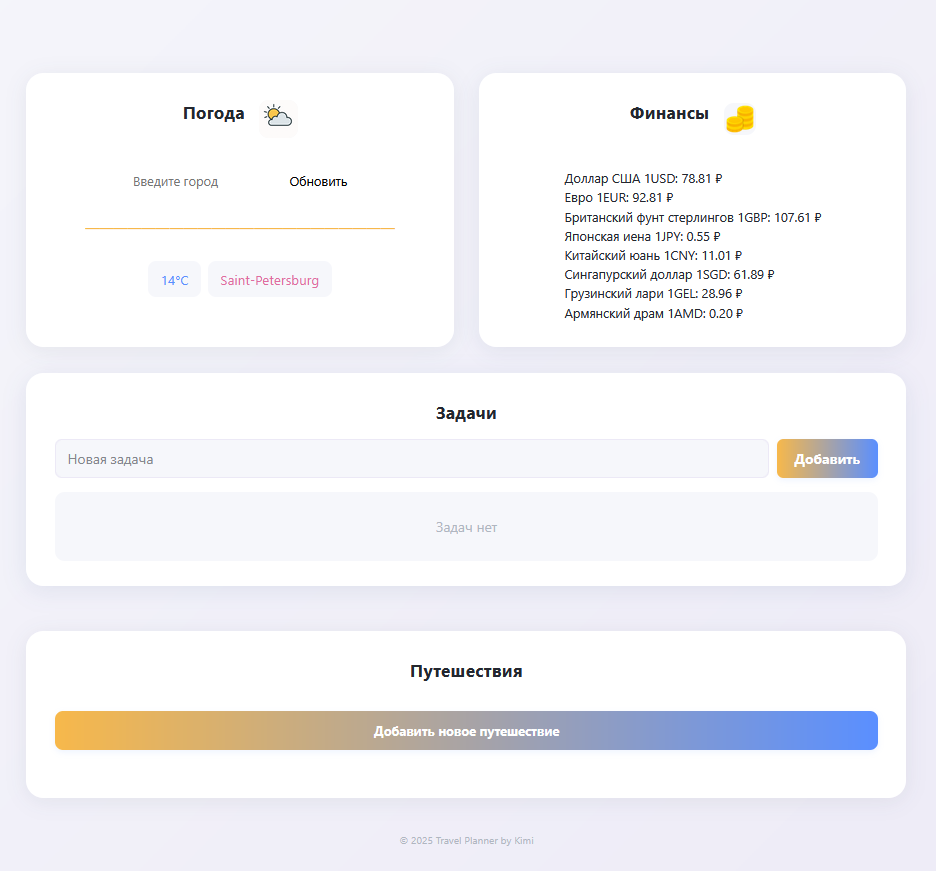 Погода
Введите город
Обновить
14°C
Saint-Petersburg
Финансы
Доллар США 1USD: 78.81 ₽
Евро 1EUR: 92.81 ₽
Британский фунт стерлингов 1GBP: 107.61 ₽
Японская иена 1JPY: 0.55 ₽
Китайский юань 1CNY: 11.01 ₽
Сингапурский доллар 1SGD: 61.89 ₽
Грузинский лари 1GEL: 28.96 ₽
Армянский драм 1AMD: 0.20 ₽
Задачи
Новая задача
Добавить
Задач нет
Путешествия
Добавить новое путешествие
© 2025 Travel Planner by Kimi